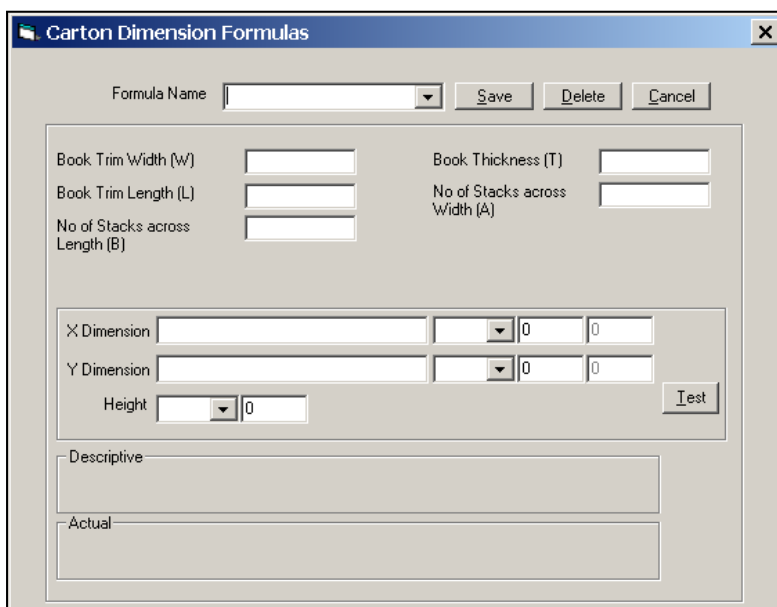 Carton Dimension Formulas
Formula Name Save Delete Cancel
Book Trim Width (W) Book Thickness (T)
Book Trim Length (L) No of Stacks across
Width (A)
No of Stacks across
Length (B)
X Dimension 0 0
Y Dimension 0 0
Height 0 Test
Descriptive
Actual